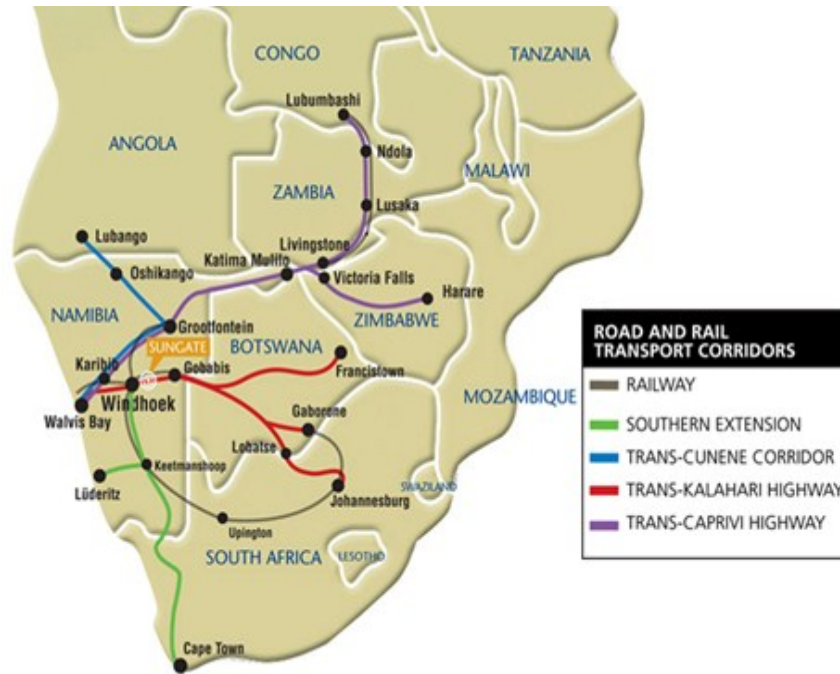 CONGO
TANZANIA
Lubumbashi
ANGOLA
Ndola
MALAWI
ZAMBIA
Lusaka
Lubango
Livingstone
Katima Mulilo
Oshikango
Victoria Falls
Harare
NAMIBIA
Grootfontein
ZIMBABWE
SUNGATE
BOTSWANA
Karibib
Gobabis
Francistown
Windhoek
MOZAMBIQUE
Walvis Bay
Gaborone
Lobatse
Keetmanshoop
Lüderitz
SWAZILAND
Johannesburg
Upington
SOUTH AFRICA
LESOTHO
Cape Town
ROAD AND RAIL
TRANSPORT CORRIDORS
RAILWAY
SOUTHERN EXTENSION
TRANS-CUNENE CORRIDOR
TRANS-KALAHARI HIGHWAY
TRANS-CAPRIVI HIGHWAY